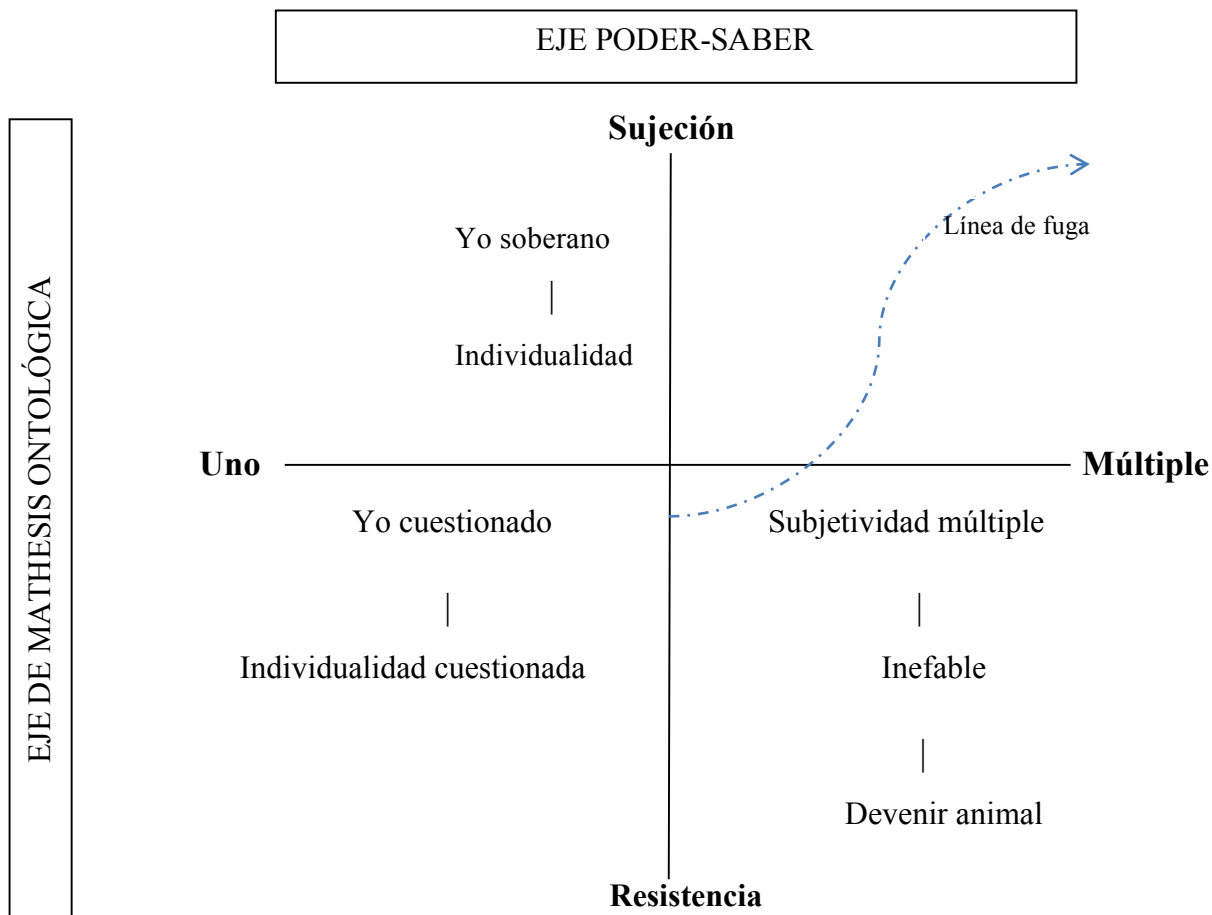 EJE PODER-SABER
Sujeción
Yo soberano
Línea de fuga
Individualidad
EJE DE MATHESIS ONTOLÓGICA
Uno
Múltiple
Yo cuestionado
Subjetividad múltiple
Individualidad cuestionada
Inefable
Devenir animal
Resistencia